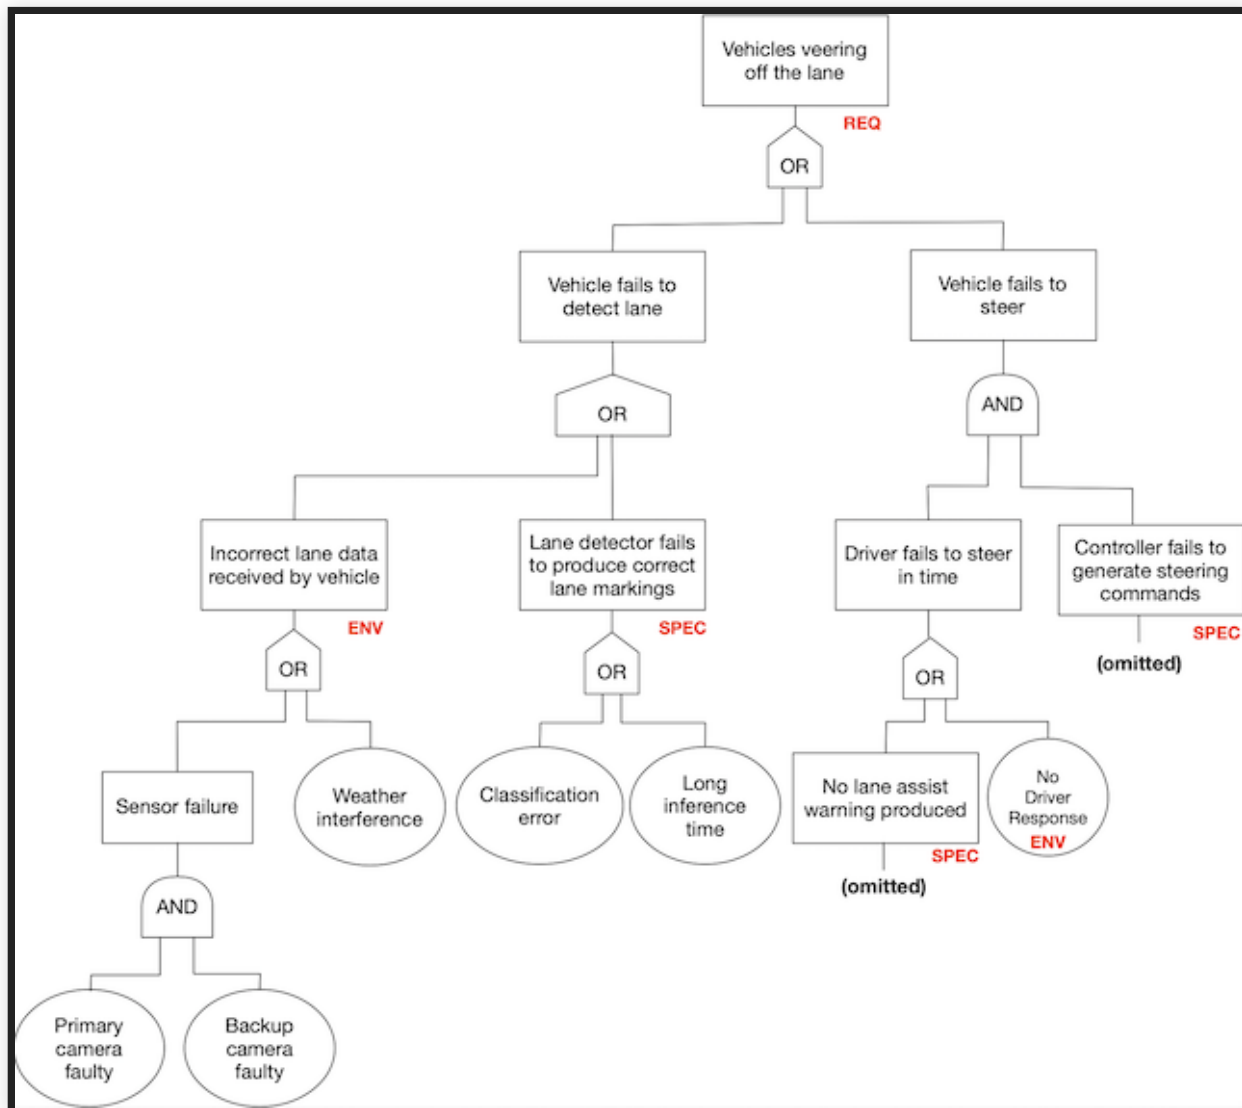 Vehicles veering
off the lane
REQ
OR
Vehicle fails to
detect lane
Vehicle fails to
steer
OR
AND
Incorrect lane data
received by vehicle
ENV
Lane detector fails
to produce correct
lane markings
SPEC
Driver fails to steer
in time
Controller fails to
generate steering
commands
SPEC
(omitted)
OR
OR
OR
Sensor failure
Weather
interference
Classification
error
Long
inference
time
No lane assist
warning produced
SPEC
(omitted)
No
Driver
Response
ENV
AND
Primary
camera
faulty
Backup
camera
faulty